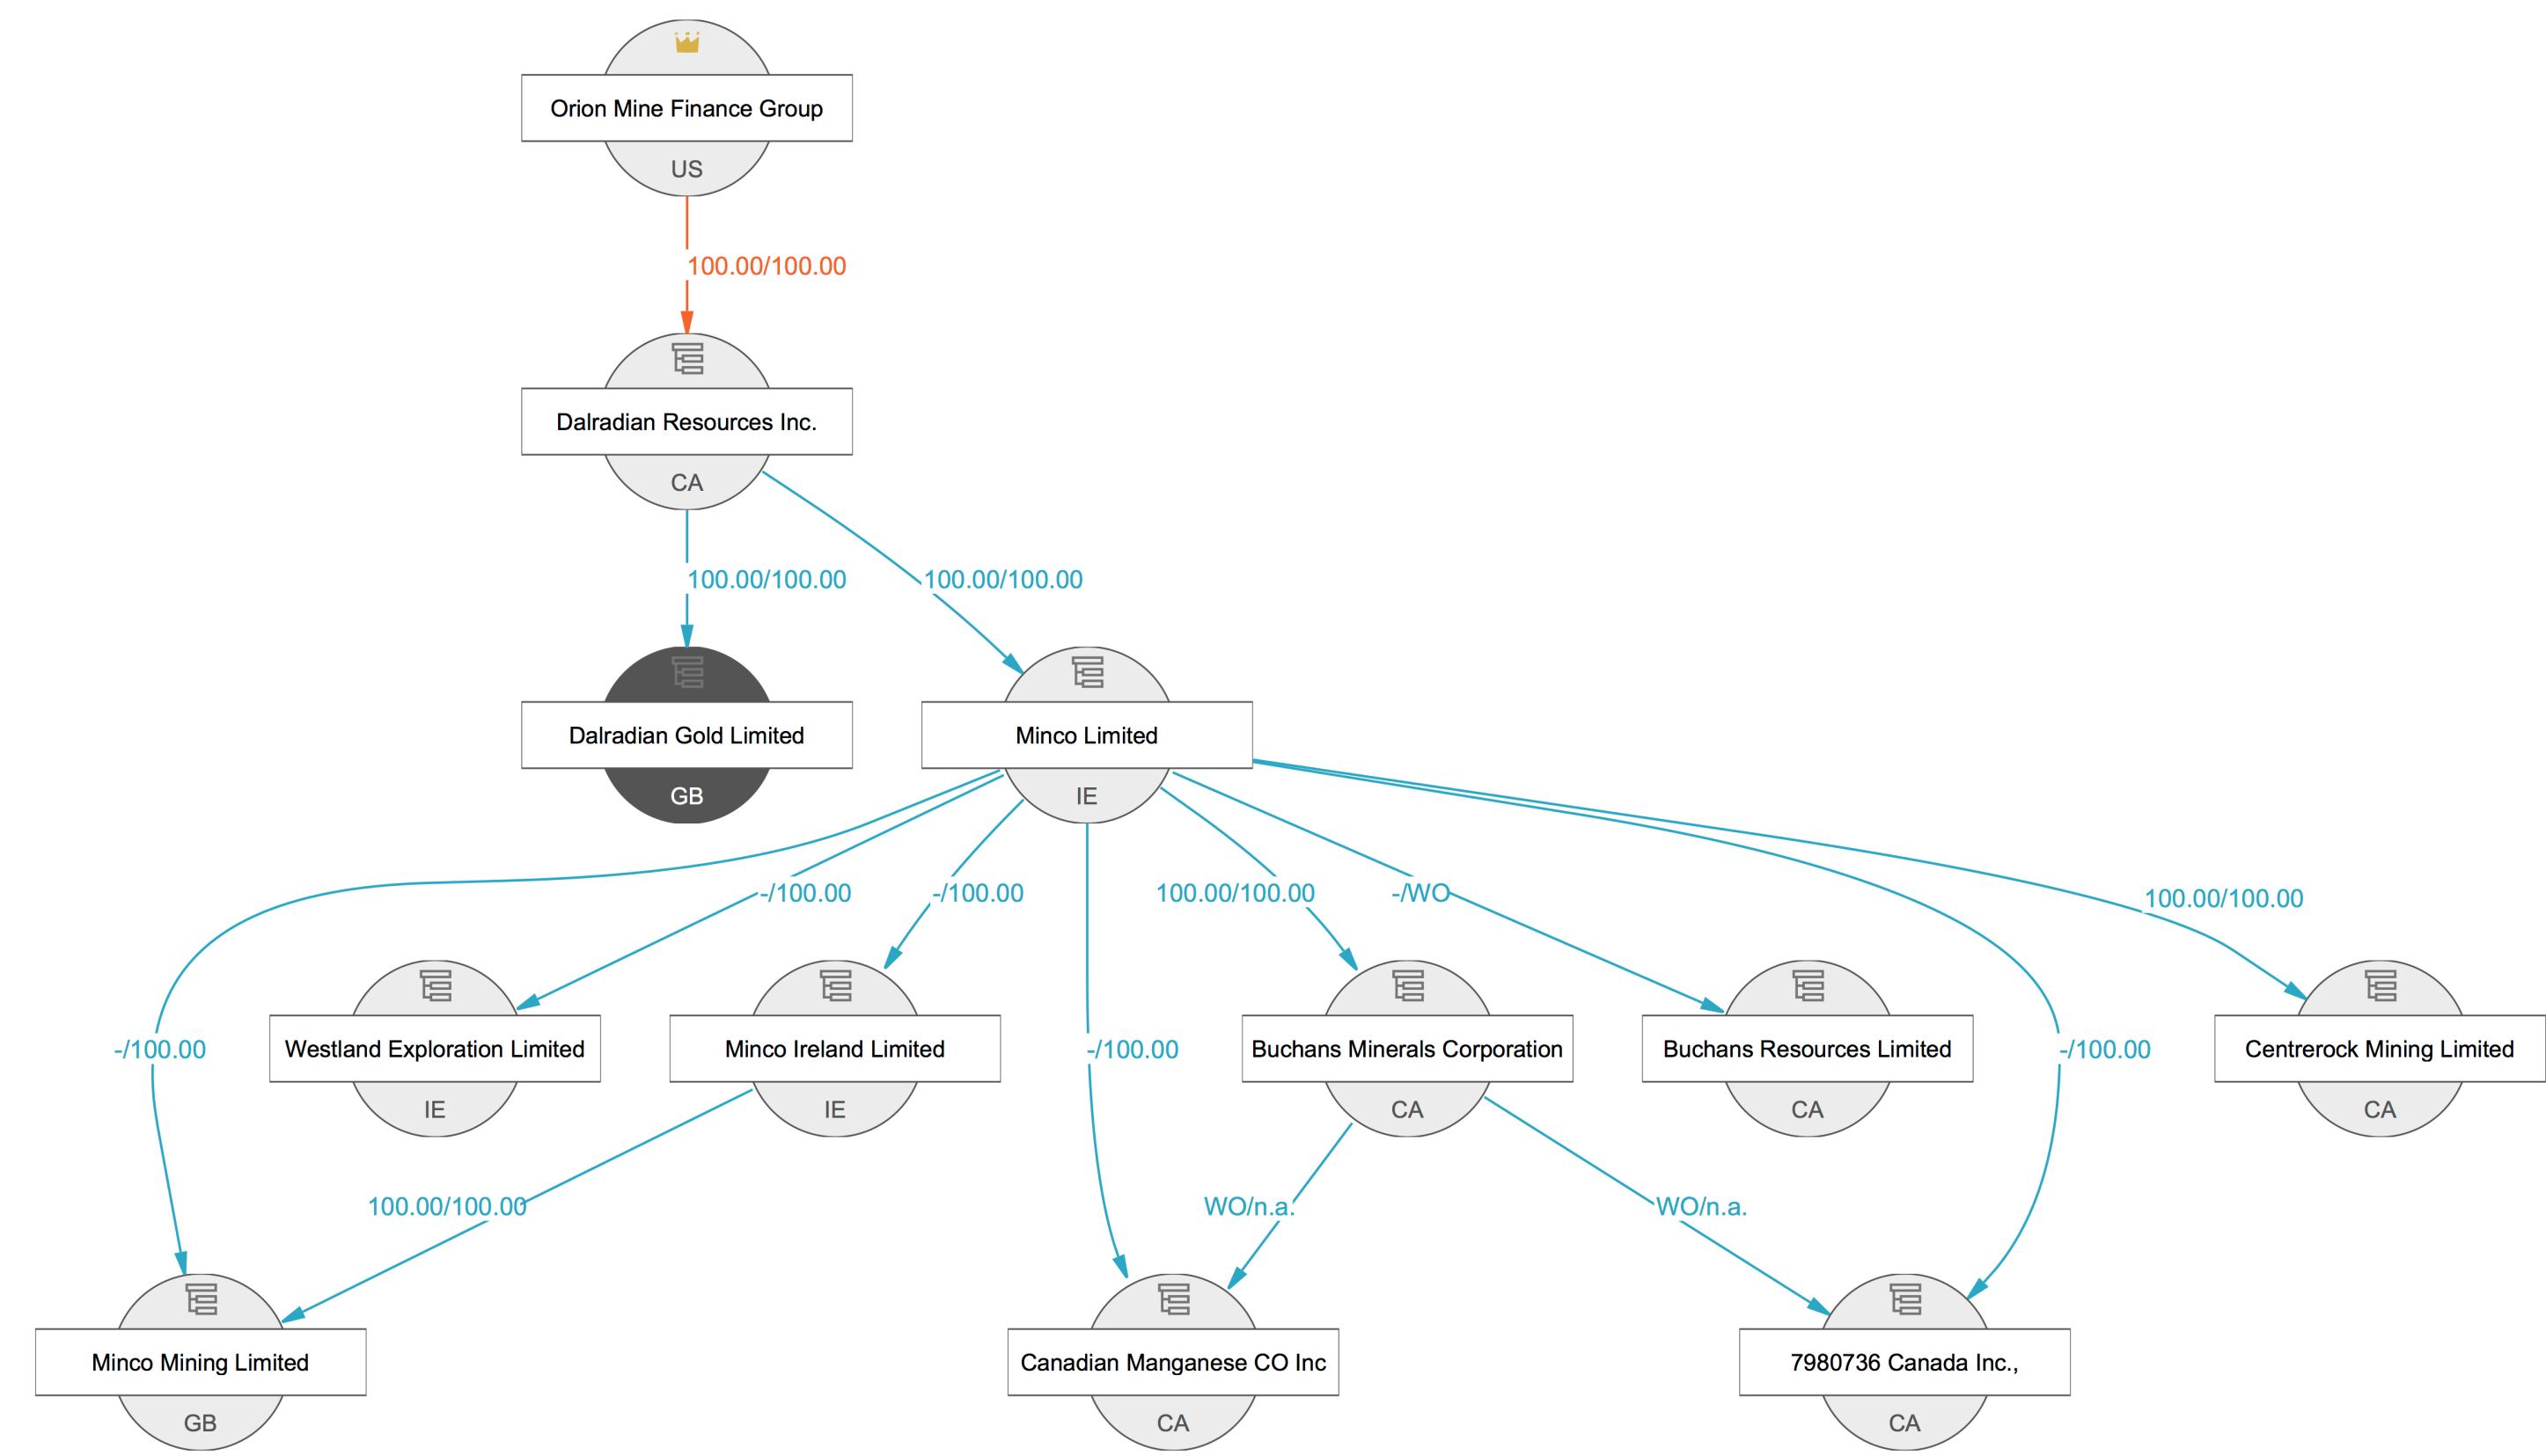 Orion Mine Finance Group
US
100.00/100.00
Dalradian Resources Inc.
CA
100.00/100.00
100.00/100.00
Dalradian Gold Limited
GB
Minco Limited
IE
-/100.00
-/100.00
100.00/100.00
-/WO
100.00/100.00
-/100.00
Westland Exploration Limited
IE
Minco Ireland Limited
IE
-/100.00
Buchans Minerals Corporation
CA
Buchans Resources Limited
CA
-/100.00
Centrerock Mining Limited
CA
100.00/100.00
WO/n.a.
WO/n.a.
Minco Mining Limited
GB
Canadian Manganese CO Inc
CA
7980736 Canada Inc.,
CA